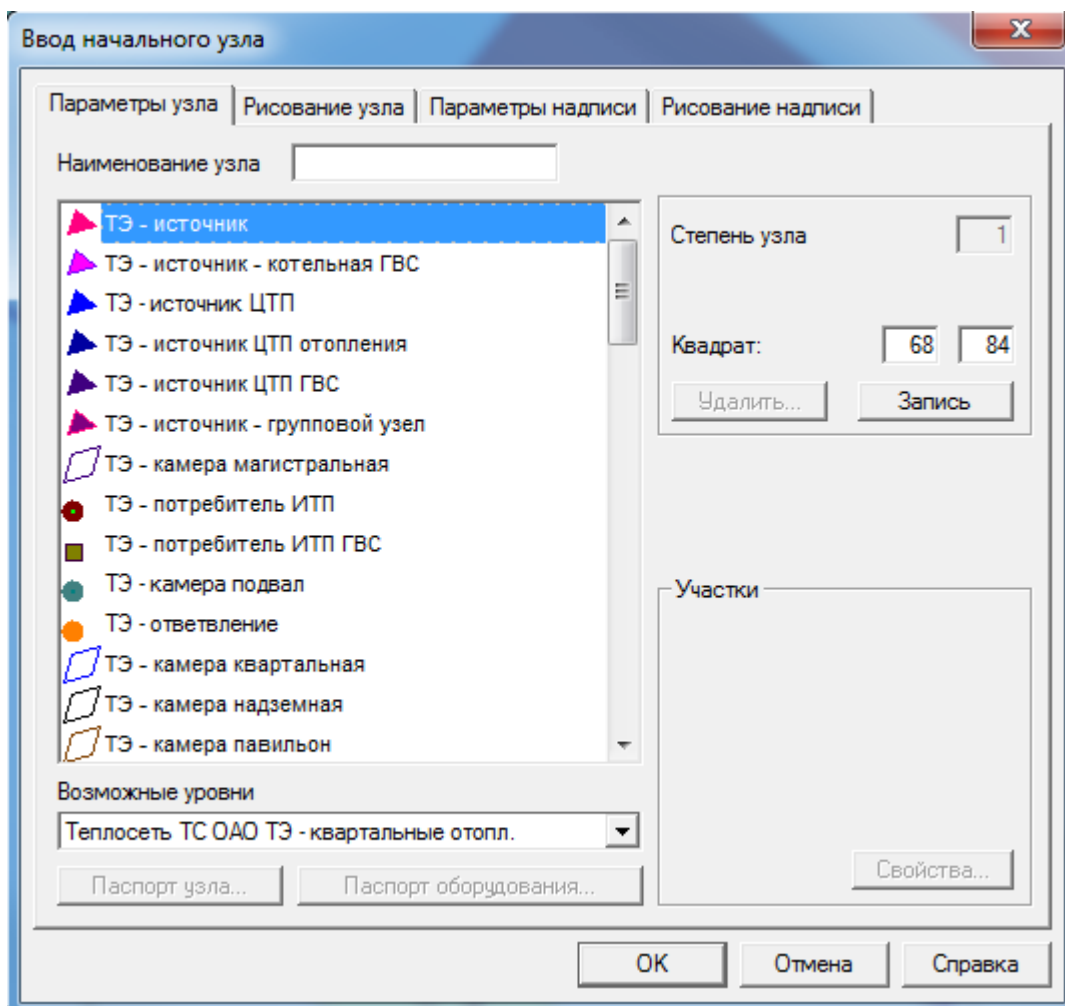 Ввод начального узла
Параметры узла Рисование узла Параметры надписи Рисование надписи
Наименование узла
ТЭ - источник
ТЭ - источник - котельная ГВС
ТЭ - источник ЦТП
ТЭ - источник ЦТП отопления
ТЭ - источник ЦТП ГВС
ТЭ - источник - групповой узел
ТЭ - камера магистральная
ТЭ - потребитель ИТП
ТЭ - потребитель ИТП ГВС
ТЭ - камера подвал
ТЭ - ответвление
ТЭ - камера квартальная
ТЭ - камера надземная
ТЭ - камера павильон
Возможные уровни
Теплосеть ТС ОАО ТЭ - квартальные отопл.
Паспорт узла... Паспорт оборудования...
Степень узла 1
Квадрат: 68 84
Удалить... Запись
Участки
Свойства...
OK Отмена Справка